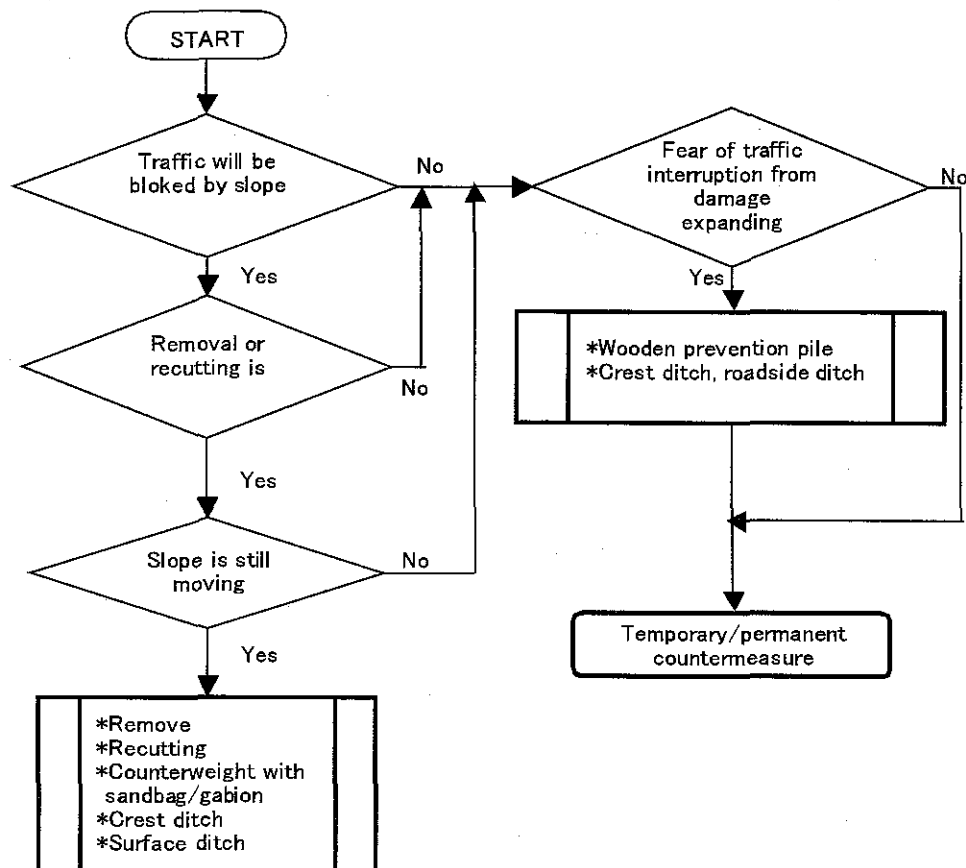 START
Traffic will be
bloked by slope
No
Fear of traffic
interruption from
damage
expanding
No
Yes
Yes
Removal or
recutting is
No
*Wooden prevention pile
*Crest ditch, roadside ditch
Yes
Slope is still
moving
No
Temporary/permanent
countermeasure
Yes
*Remove
*Recutting
*Counterweight with
sandbag/gabion
*Crest ditch
*Surface ditch